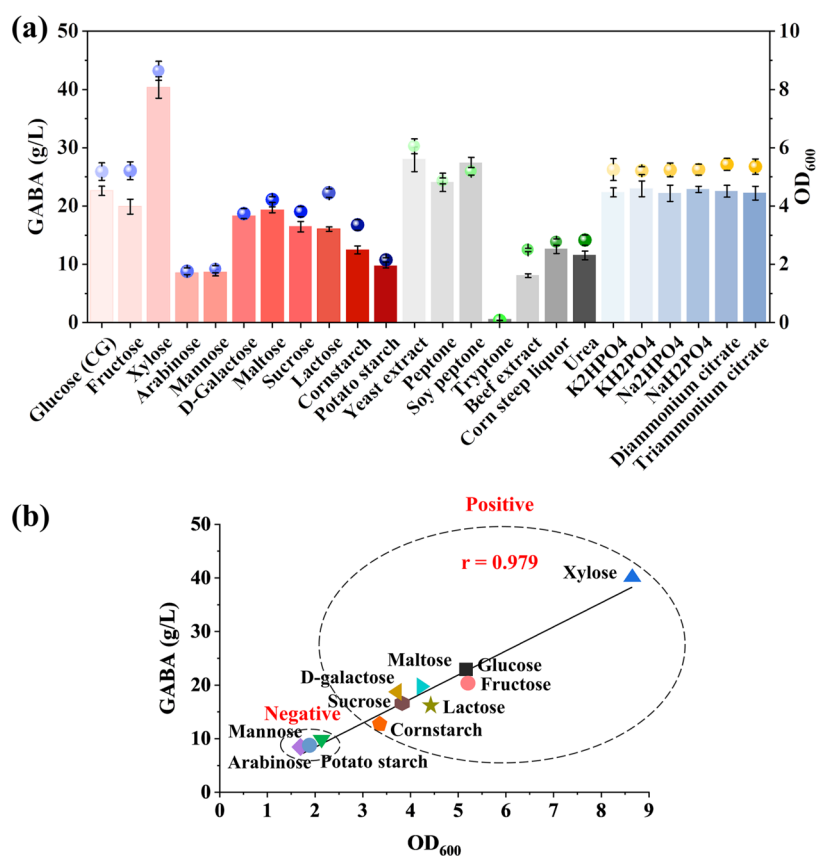 (a)
50
40
30
20
10
0
GABA (g/L)
10
8
6
4
2
0
OD600
Glucose (CG)
Fructose
Xylose
Arabinose
Mannose
D-Galactose
Maltose
Sucrose
Lactose
Cornstarch
Potato starch
Yeast extract
Peptone
Soy peptone
Tryptone
Beef extract
Corn steep liquor
Urea
K2HPO4
KH2PO4
Na2HPO4
NaH2PO4
Diammonium citrate
Triammonium citrate
(b)
Positive
r = 0.979
Xylose
Maltose
Glucose
D-galactose
Fructose
Sucrose
Lactose
Negative
Cornstarch
Mannose
Arabinose
Potato starch
50
40
30
20
10
0
GABA (g/L)
0 1 2 3 4 5 6 7 8 9
OD600